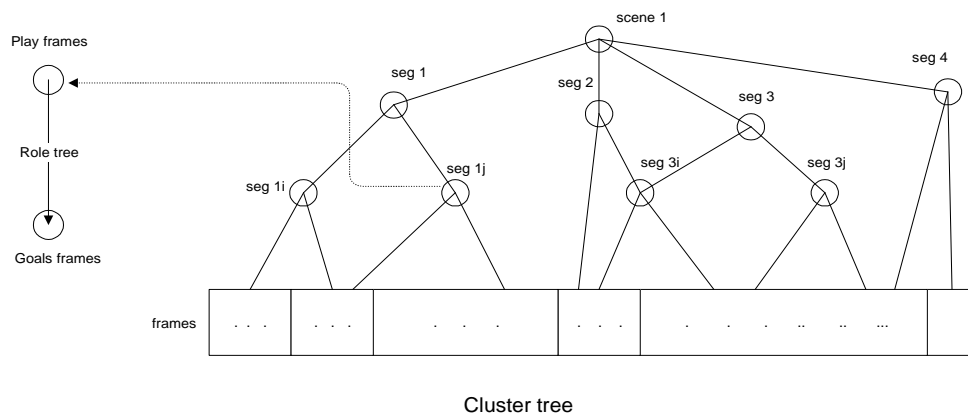 scene 1
Play frames
seg 1
seg 2
seg 4
seg 3
Role tree
seg 1i
seg 1j
seg 3i
seg 3j
Goals frames
frames
. . .
. . .
. . .
. . .
. . . .. .. ...
Cluster tree